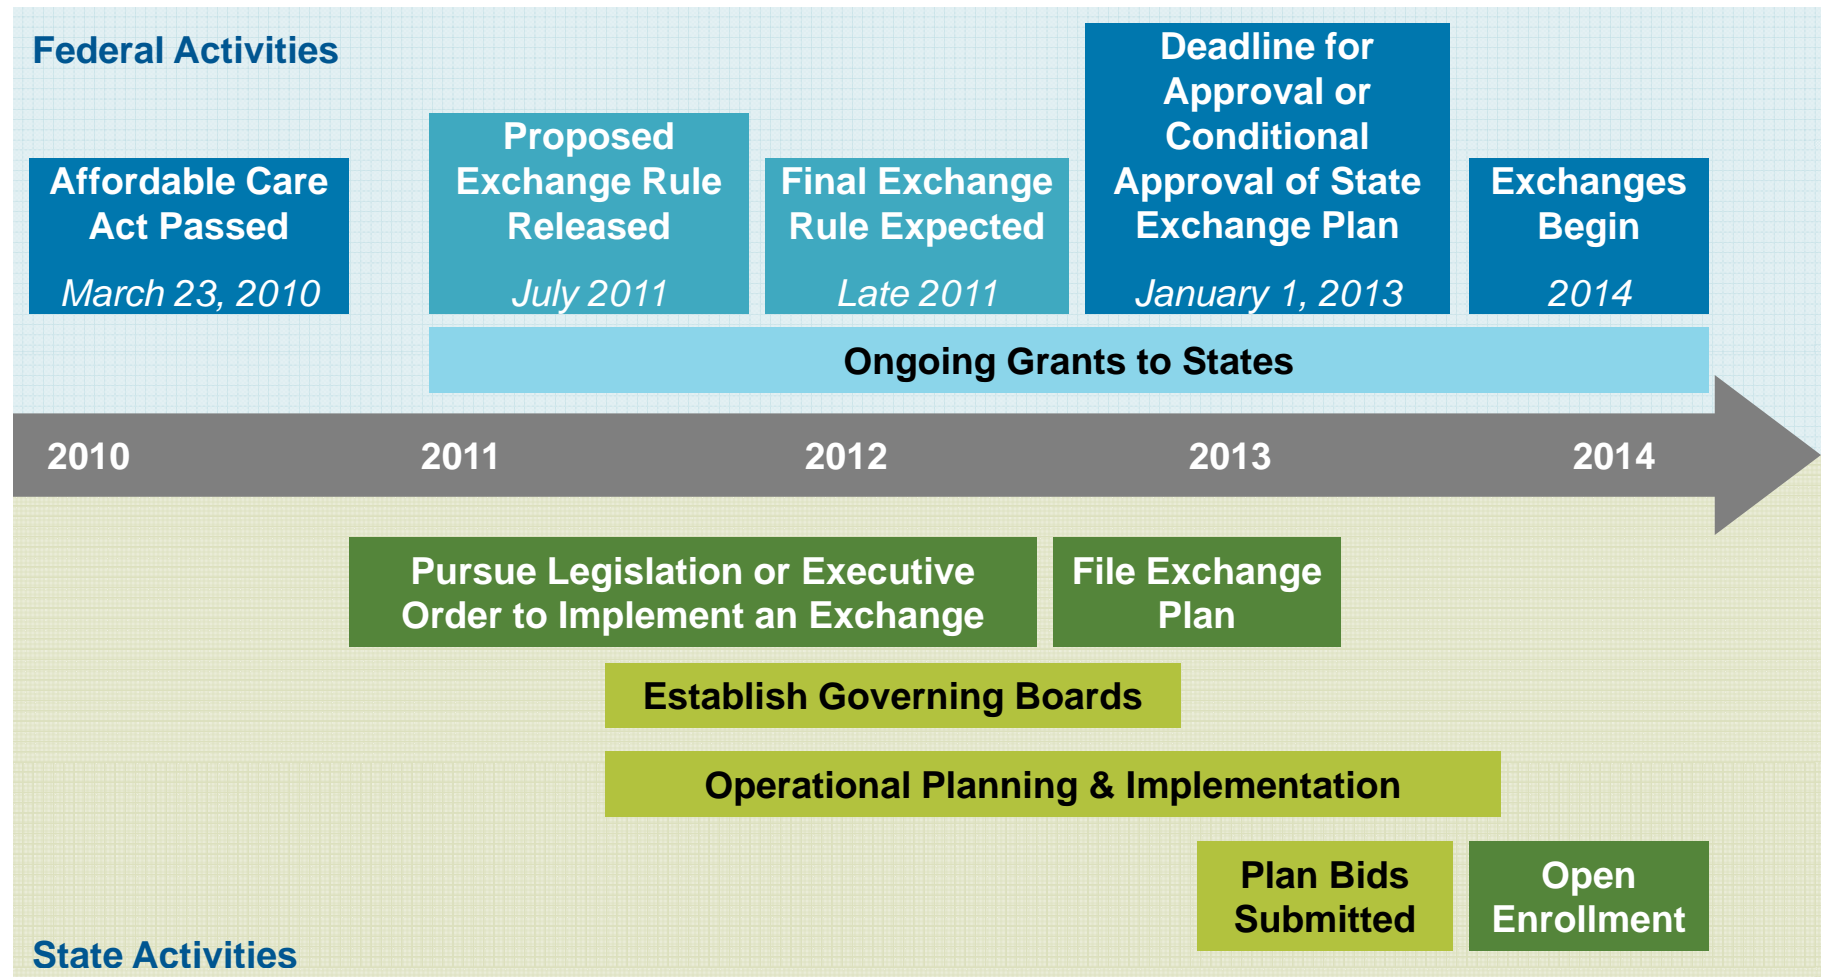 Federal Activities
Affordable Care
Act Passed
March 23, 2010
Proposed
Exchange Rule
Released
July 2011
Final Exchange
Rule Expected
Late 2011
Deadline for
Approval or
Conditional
Approval of State
Exchange Plan
January 1, 2013
Exchanges
Begin
2014
Ongoing Grants to States
2010 2011 2012 2013 2014
Pursue Legislation or Executive
Order to Implement an Exchange
File Exchange
Plan
Establish Governing Boards
Operational Planning & Implementation
Plan Bids
Submitted
Open
Enrollment
State Activities